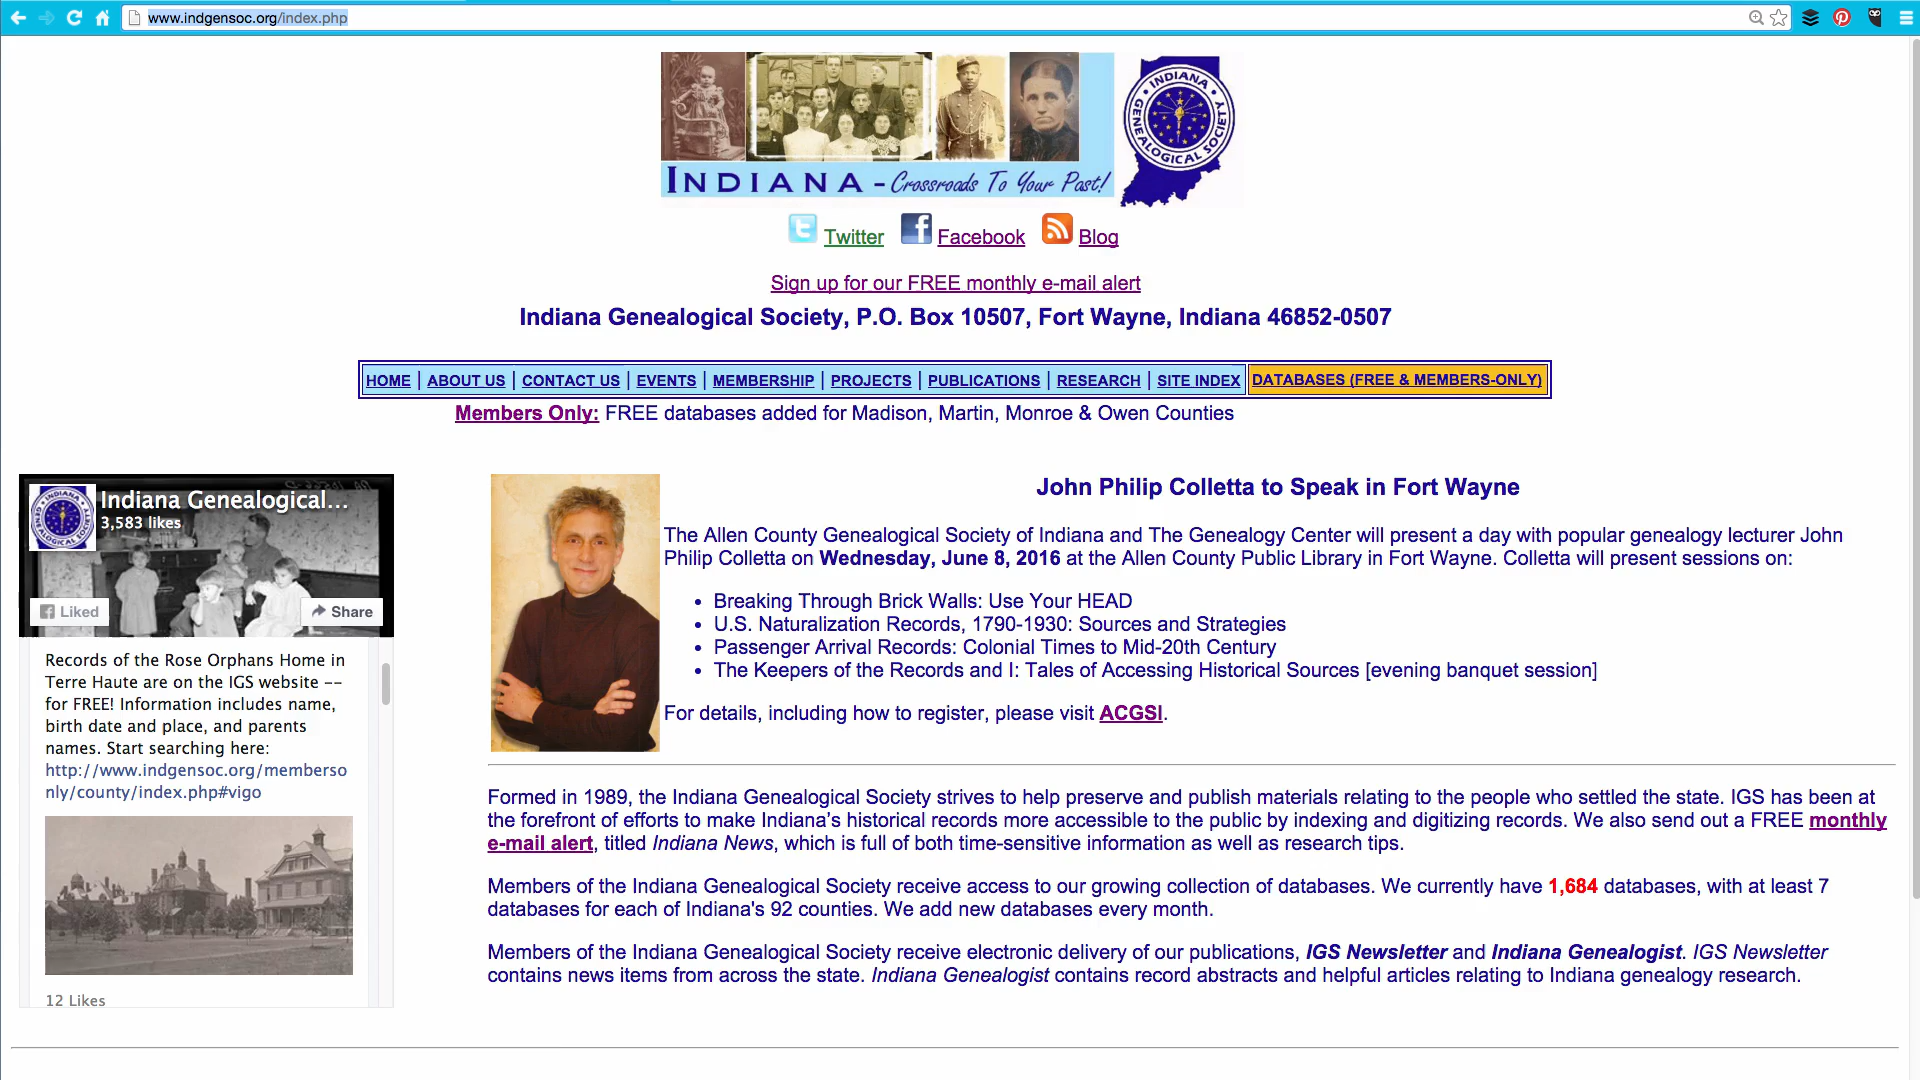 www.indgensoc.org/index.php
INDIANA - Crossroads To Your Past!
INDIANA GENEALOGICAL SOCIETY
Twitter Facebook Blog
Sign up for our FREE monthly e-mail alert
Indiana Genealogical Society, P.O. Box 10507, Fort Wayne, Indiana 46852-0507
HOME | ABOUT US | CONTACT US | EVENTS | MEMBERSHIP | PROJECTS | PUBLICATIONS | RESEARCH | SITE INDEX DATABASES (FREE & MEMBERS-ONLY)
Members Only: FREE databases added for Madison, Martin, Monroe & Owen Counties
INDIANA GENEALOGICAL SOCIETY
Indiana Genealogical...
3,583 likes
Liked Share
Records of the Rose Orphans Home in
Terre Haute are on the IGS website --
for FREE! Information includes name,
birth date and place, and parents
names. Start searching here:
http://www.indgensoc.org/memberso
nly/county/index.php#vigo
12 Likes
John Philip Colletta to Speak in Fort Wayne
The Allen County Genealogical Society of Indiana and The Genealogy Center will present a day with popular genealogy lecturer John
Philip Colletta on Wednesday, June 8, 2016 at the Allen County Public Library in Fort Wayne. Colletta will present sessions on:
• Breaking Through Brick Walls: Use Your HEAD
• U.S. Naturalization Records, 1790-1930: Sources and Strategies
• Passenger Arrival Records: Colonial Times to Mid-20th Century
• The Keepers of the Records and I: Tales of Accessing Historical Sources [evening banquet session]
For details, including how to register, please visit ACGSI.
Formed in 1989, the Indiana Genealogical Society strives to help preserve and publish materials relating to the people who settled the state. IGS has been at
the forefront of efforts to make Indiana's historical records more accessible to the public by indexing and digitizing records. We also send out a FREE monthly
e-mail alert, titled Indiana News, which is full of both time-sensitive information as well as research tips.
Members of the Indiana Genealogical Society receive access to our growing collection of databases. We currently have 1,684 databases, with at least 7
databases for each of Indiana's 92 counties. We add new databases every month.
Members of the Indiana Genealogical Society receive electronic delivery of our publications, IGS Newsletter and Indiana Genealogist. IGS Newsletter
contains news items from across the state. Indiana Genealogist contains record abstracts and helpful articles relating to Indiana genealogy research.